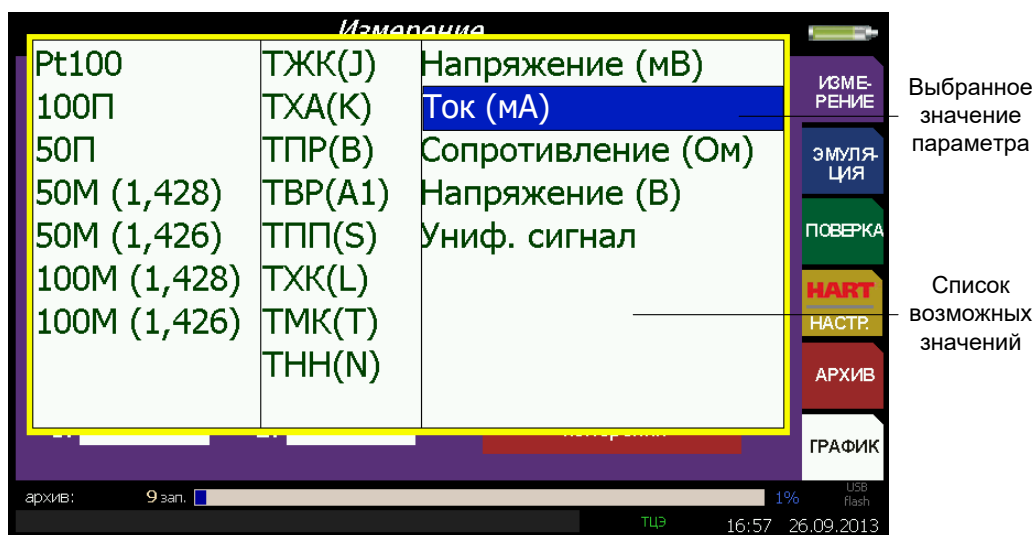 Измерение
Pt100
100П
50П
50М (1,428)
50М (1,426)
100М (1,428)
100М (1,426)
ТЖК(J)
ТХА(K)
ТПР(B)
ТВР(А1)
ТПП(S)
ТХК(L)
ТМК(T)
ТНН(N)
Напряжение (мВ)
Ток (мА)
Сопротивление (Ом)
Напряжение (В)
Униф. сигнал
ИЗМЕ-
РЕНИЕ
ЭМУЛЯ-
ЦИЯ
ПОВЕРКА
HART
НАСТР.
АРХИВ
ГРАФИК
Выбранное
значение
параметра
Список
возможных
значений
архив: 9 зап. 1%
USB
flash
ТЦЭ 16:57 26.09.2013